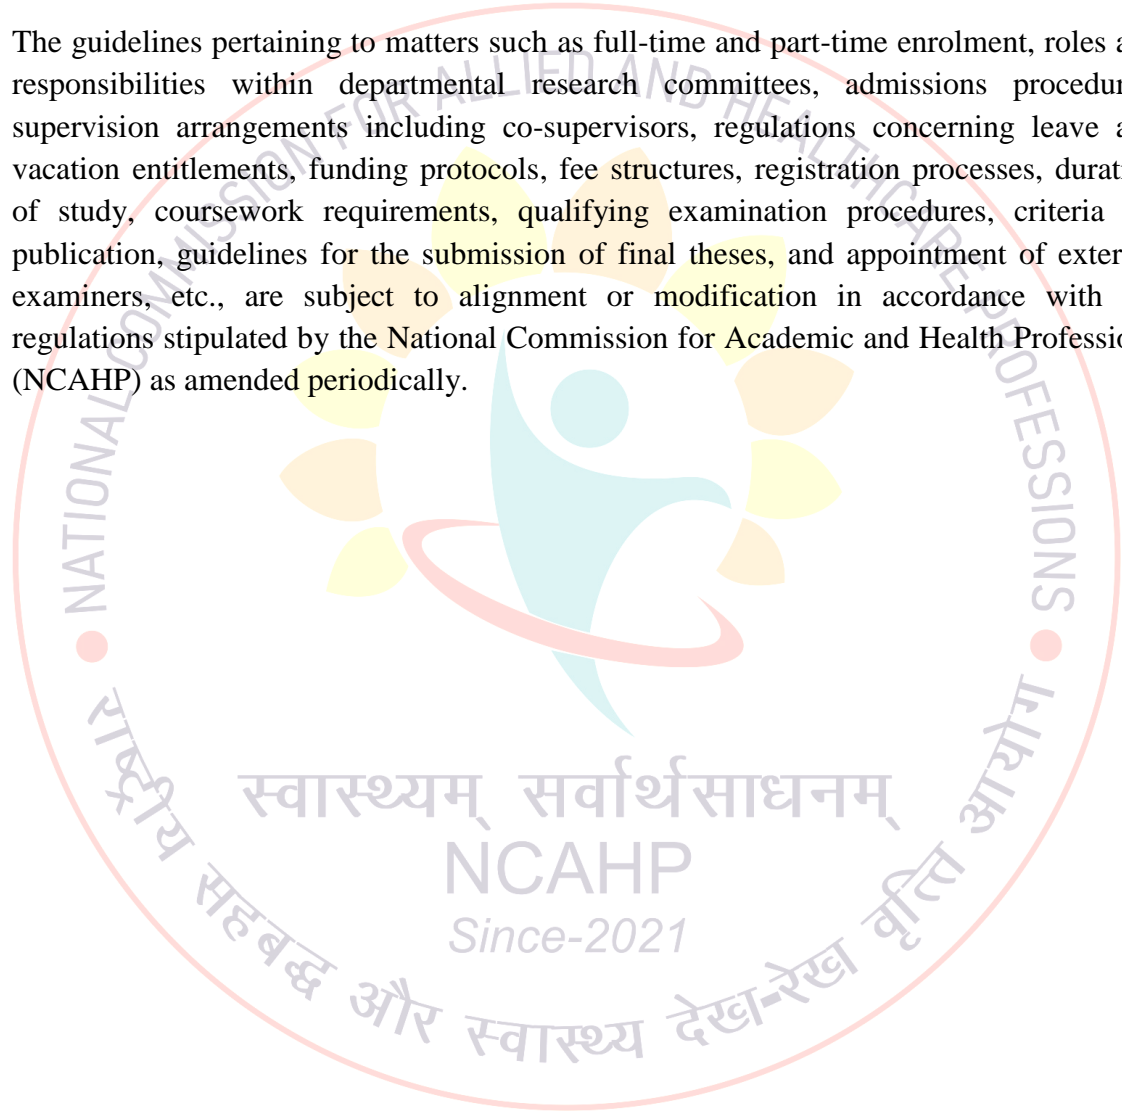 The guidelines pertaining to matters such as full-time and part-time enrolment, roles a
responsibilities within departmental research committees, admissions procedur
supervision arrangements including co-supervisors, regulations concerning leave a
vacation entitlements, funding protocols, fee structures, registration processes, durati
of study, coursework requirements, qualifying examination procedures, criteria
publication, guidelines for the submission of final theses, and appointment of exter
examiners, etc., are subject to alignment or modification in accordance with
regulations stipulated by the National Commission for Academic and Health Professio
(NCAHP) as amended periodically.
NATIONAL COMMISSION FOR ALLIED AND HEALTHCARE PROFESSIONS
स्वास्थ्यम् सर्वार्थसाधनम्
NCAHP
Since-2021
राष्ट्रीय सहबद्ध और स्वास्थ्य देख-रेख वृत्ति आयोग